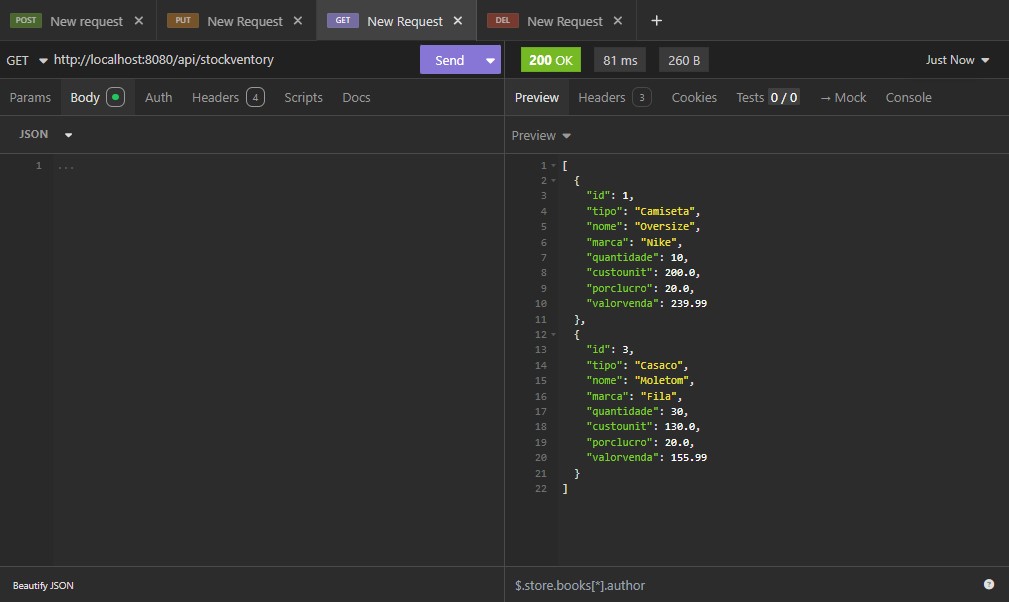 POST New request ✕ PUT New Request ✕ GET New Request ✕ DEL New Request ✕ +
GET http://localhost:8080/api/stockventory Send 200 OK 81 ms 260 B Just Now
Params Body Auth Headers 4 Scripts Docs Preview Headers 3 Cookies Tests 0 / 0 → Mock Console
JSON Preview
1 ...
1 [
2 {
3 "id": 1,
4 "tipo": "Camiseta",
5 "nome": "Oversize",
6 "marca": "Nike",
7 "quantidade": 10,
8 "custounit": 200.0,
9 "porclucro": 20.0,
10 "valorvenda": 239.99
11 },
12 {
13 "id": 3,
14 "tipo": "Casaco",
15 "nome": "Moletom",
16 "marca": "Fila",
17 "quantidade": 30,
18 "custounit": 130.0,
19 "porclucro": 20.0,
20 "valorvenda": 155.99
21 }
22 ]
Beautify JSON $.store.books[*].author ?